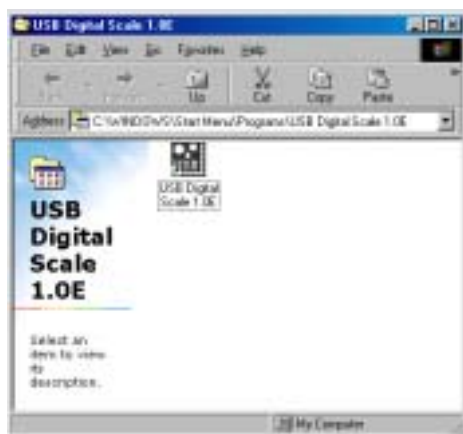 USB Digital Scale 1.0E
File Edit View Go Favorites Help
Up Cut Copy Paste
Address C:\WINDOWS\Start Menu\Programs\USB Digital Scale 1.0E
USB Digital
Scale 1.0E
USB
Digital
Scale
1.0E
Select an
item to view
its
description.
My Computer